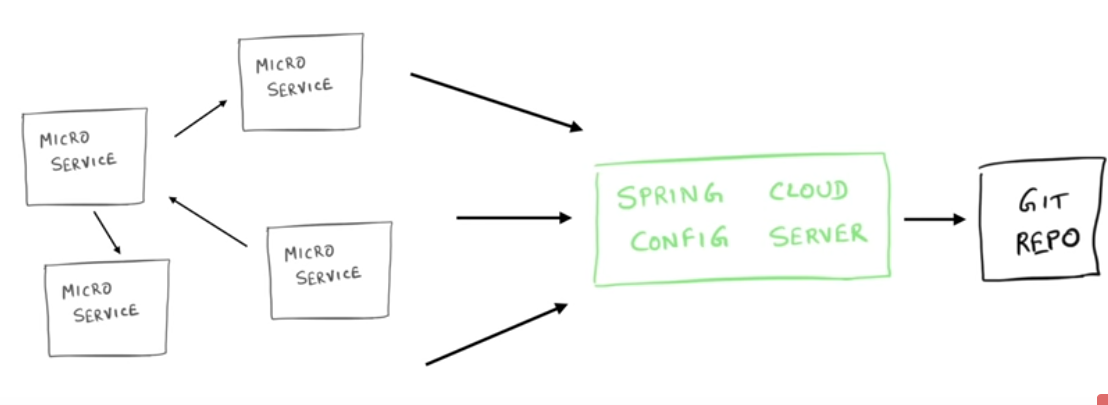 MICRO
SERVICE
MICRO
SERVICE
MICRO
SERVICE
MICRO
SERVICE
SPRING CLOUD
CONFIG SERVER
GIT
REPO